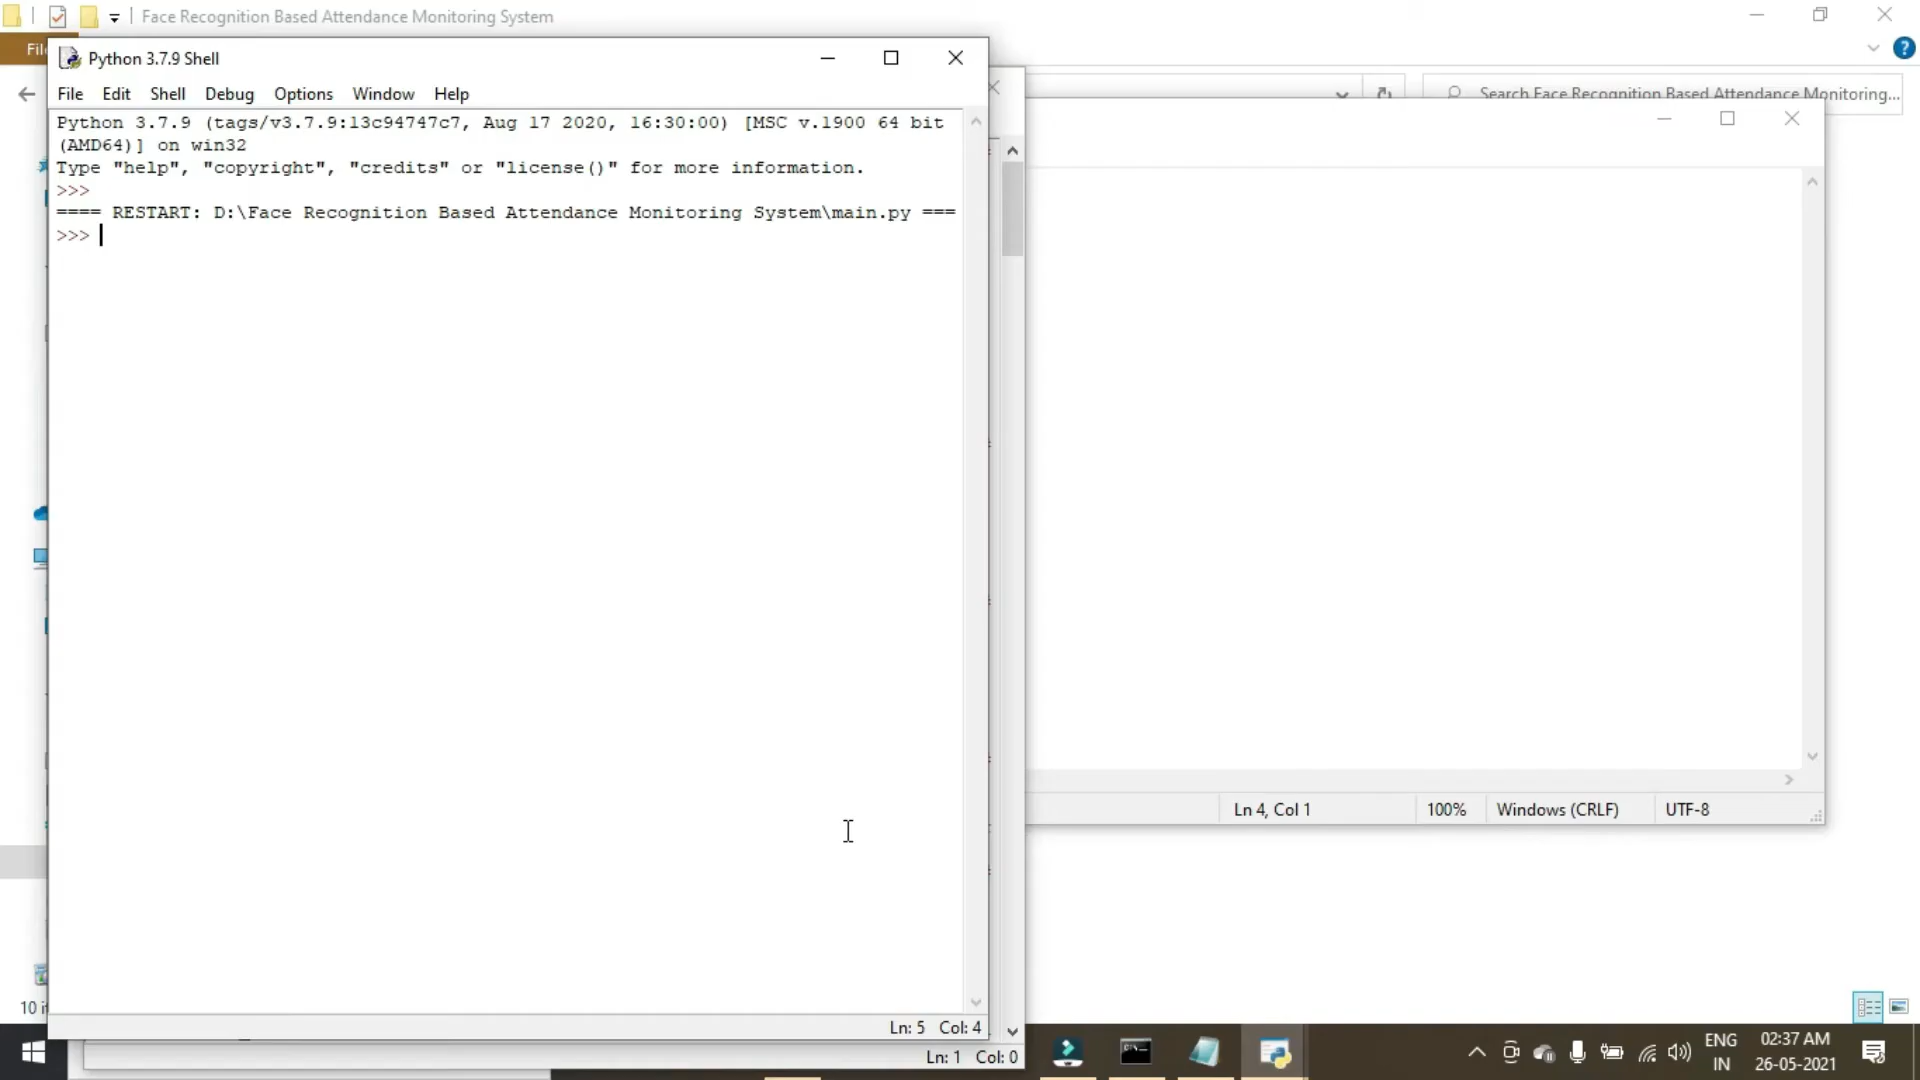 Face Recognition Based Attendance Monitoring System
Python 3.7.9 Shell
File Edit Shell Debug Options Window Help
Search Face Recognition Based Attendance Monitoring...
Python 3.7.9 (tags/v3.7.9:13c94747c7, Aug 17 2020, 16:30:00) [MSC v.1900 64 bit
(AMD64)] on win32
Type "help", "copyright", "credits" or "license()" for more information.
>>>
==== RESTART: D:\Face Recognition Based Attendance Monitoring System\main.py ===
>>>
Ln 4, Col 1 100% Windows (CRLF) UTF-8
10
Ln: 5 Col: 4
Ln: 1 Col: 0
ENG
IN
02:37 AM
26-05-2021